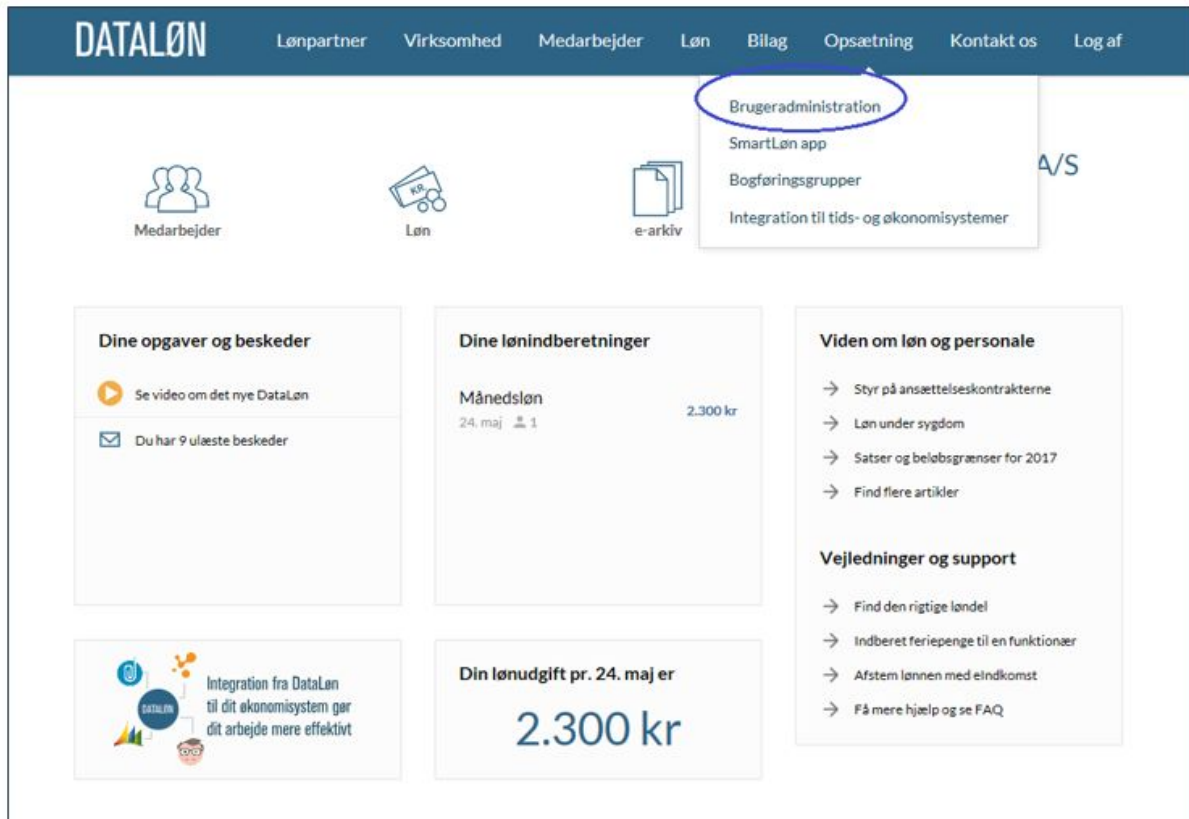 DATALØN
Lønpartner
Virksomhed
Medarbejder
Løn
Bilag
Opsætning
Kontakt os
Log af
Brugeradministration
SmartLøn app
Bogføringsgrupper
Integration til tids- og økonomisystemer
A/S
KR.
Medarbejder
Løn
e-arkiv
Dine opgaver og beskeder
Se video om det nye DataLøn
Du har 9 ulæste beskeder
Dine lønindberetninger
Månedsløn
24. maj 1
2.300 kr
Viden om løn og personale
Styr på ansættelseskontrakterne
Løn under sygdom
Satser og beløbsgrænser for 2017
Find flere artikler
Vejledninger og support
Find den rigtige løndel
Indberet feriepenge til en funktionær
Afstem lønnen med eIndkomst
Få mere hjælp og se FAQ
DATALØN
Integration fra DataLøn
til dit økonomisystem gør
dit arbejde mere effektivt
Din lønudgift pr. 24. maj er
2.300 kr